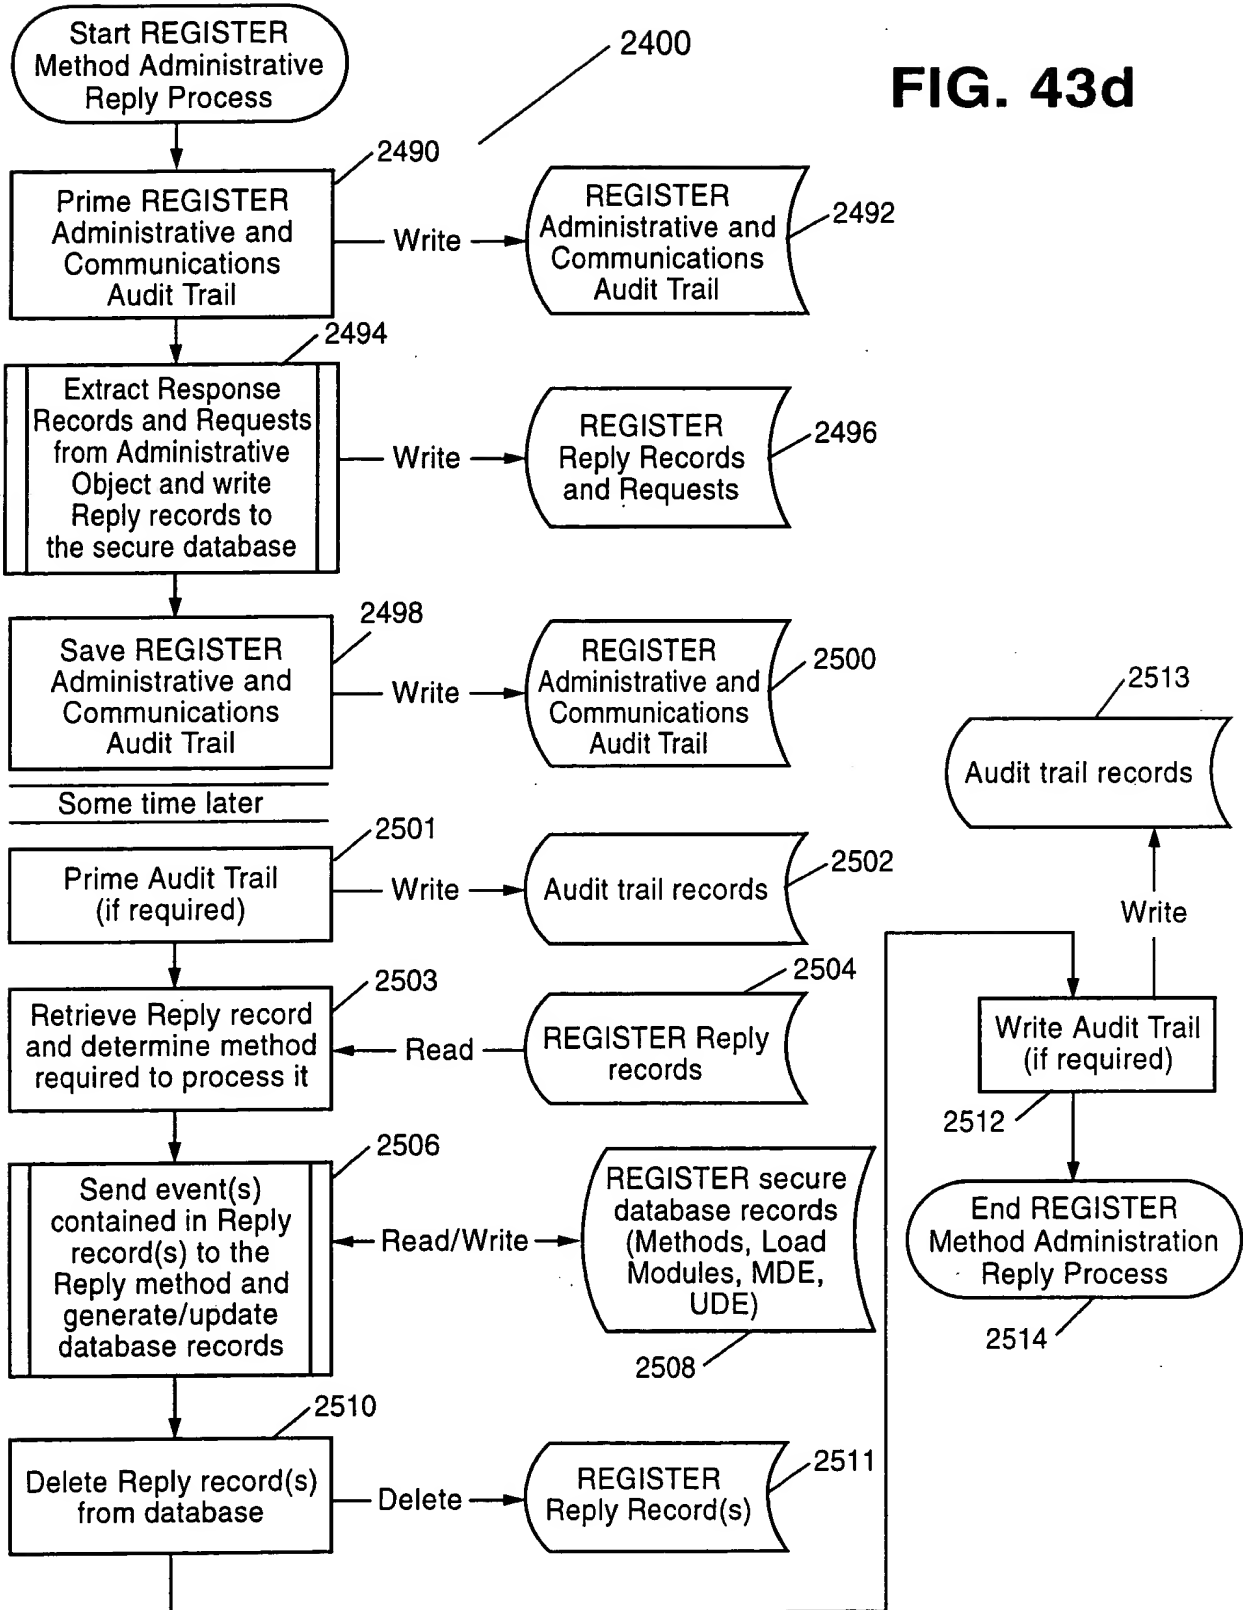 Start REGISTER
Method Administrative
Reply Process
2400
FIG. 43d
2490
Prime REGISTER
Administrative and
Communications
Audit Trail
Write
REGISTER
Administrative and
Communications
Audit Trail
2492
2494
Extract Response
Records and Requests
from Administrative
Object and write
Reply records to
the secure database
Write
REGISTER
Reply Records
and Requests
2496
2498
Save REGISTER
Administrative and
Communications
Audit Trail
Write
REGISTER
Administrative and
Communications
Audit Trail
2500
Some time later
2501
Prime Audit Trail
(if required)
Write
Audit trail records
2502
2503
Retrieve Reply record
and determine method
required to process it
Read
REGISTER Reply
records
2504
2506
Send event(s)
contained in Reply
record(s) to the
Reply method and
generate/update
database records
Read/Write
REGISTER secure
database records
(Methods, Load
Modules, MDE,
UDE)
2508
2510
Delete Reply record(s)
from database
Delete
REGISTER
Reply Record(s)
2511
2513
Audit trail records
Write
Write Audit Trail
(if required)
2512
End REGISTER
Method Administration
Reply Process
2514